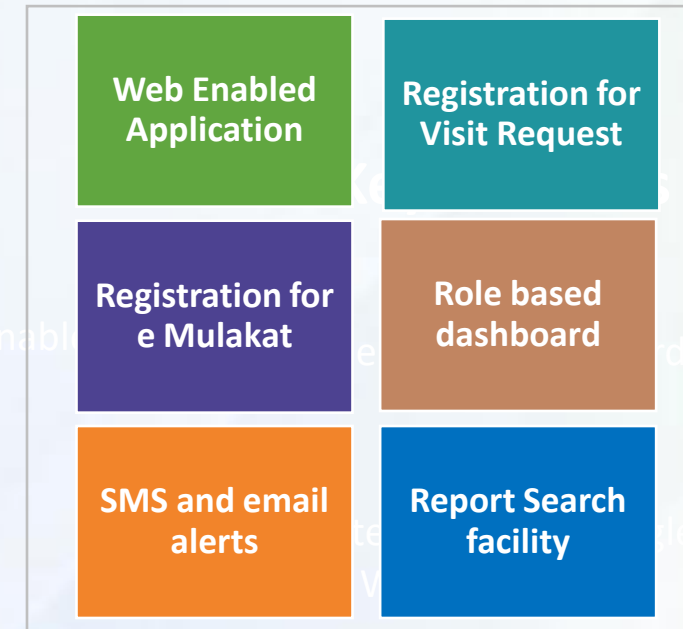 Web Enabled
Application
Registration for
Visit Request
Registration for
e Mulakat
Role based
dashboard
SMS and email
alerts
Report Search
facility